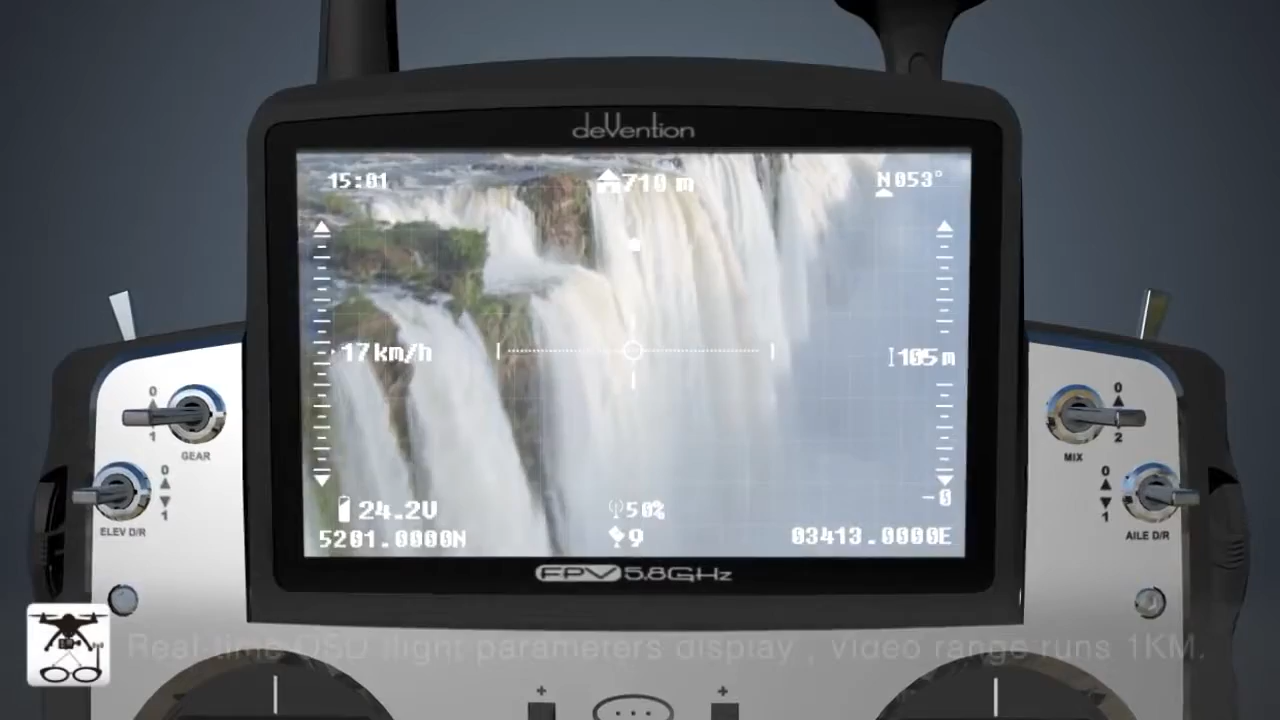 deVention
15:01
710 m
N 053°
17km/h
105m
24.2V
50%
-0
5201.0000N
9
03413.0000E
FPV 5.8GHz
0
1
GEAR
0
1
ELEV D/R
0
2
MIX
0
1
AILE D/R
Real-time OSD flight parameters display , Video range runs 1KM.
+
+